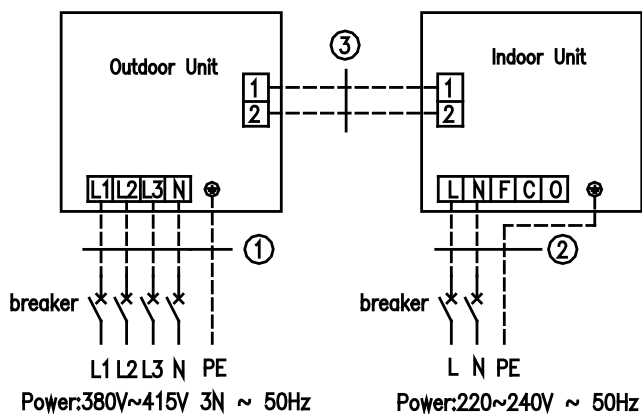 Outdoor Unit
1
2
L1 L2 L3 N
③
Indoor Unit
1
2
L N F C O
①
②
breaker
breaker
L1 L2 L3 N PE
L N PE
Power:380V~415V 3N ~ 50Hz
Power:220~240V ~ 50Hz